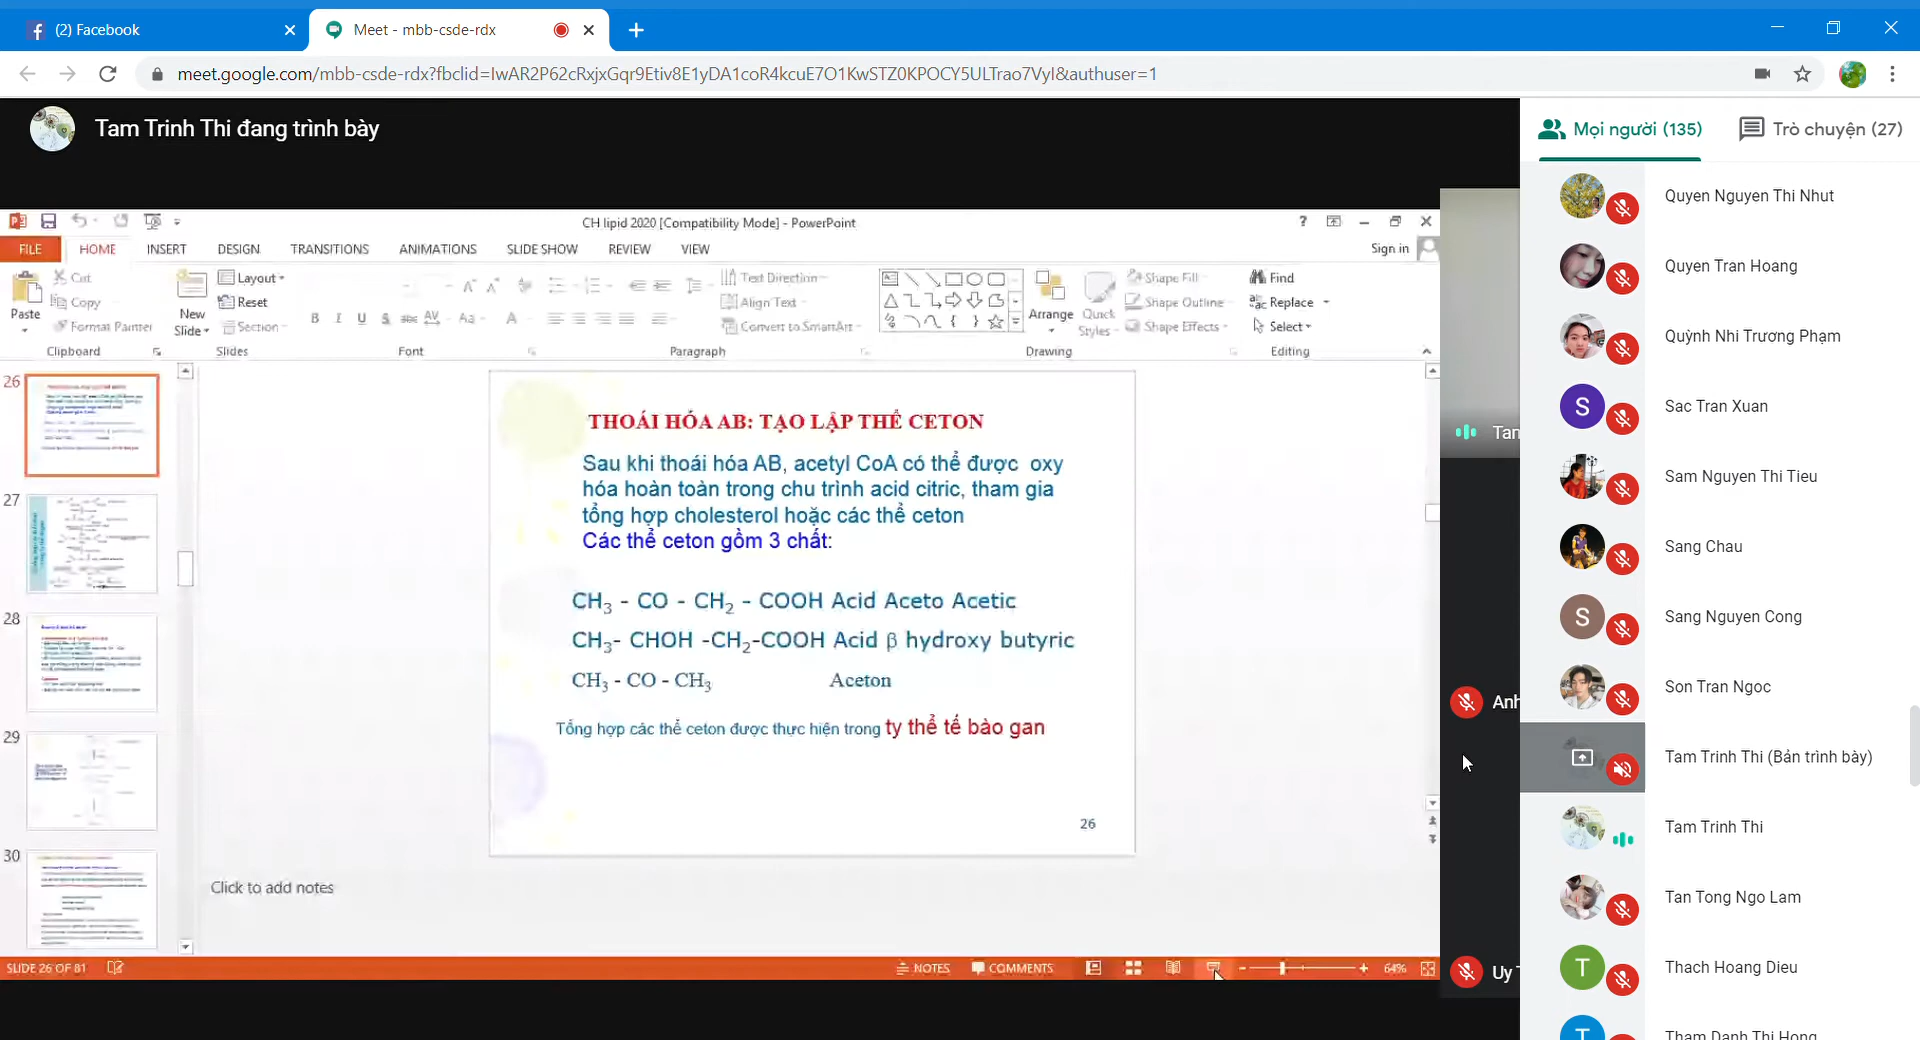 (2) Facebook
Meet - mbb-csde-rdx
meet.google.com/mbb-csde-rdx?fbclid=IwAR2P62cRxjxGqr9Etiv8E1yDA1coR4kcuE7O1KwSTZ0KPOCY5ULTrao7VyI&authuser=1
Tam Trinh Thi đang trình bày
Mọi người (135)
Trò chuyện (27)
CH lipid 2020 [Compatibility Mode] - PowerPoint
FILE HOME INSERT DESIGN TRANSITIONS ANIMATIONS SLIDE SHOW REVIEW VIEW
Sign in
Paste
Cut
Copy
Format Painter
Clipboard
New Slide
Layout
Reset
Section
Slides
Font
Text Direction
Align Text
Convert to SmartArt
Paragraph
Arrange
Quick Styles
Shape Fill
Shape Outline
Shape Effects
Drawing
Find
Replace
Select
Editing
26
27
28
29
30
THOÁI HÓA AB: TẠO LẬP THỂ CETON
Sau khi thoái hóa AB, acetyl CoA có thể được oxy
hóa hoàn toàn trong chu trình acid citric, tham gia
tổng hợp cholesterol hoặc các thể ceton
Các thể ceton gồm 3 chất:
CH₃ - CO - CH₂ - COOH Acid Aceto Acetic
CH₃- CHOH -CH₂-COOH Acid β hydroxy butyric
CH₃ - CO - CH₃ Aceton
Tổng hợp các thể ceton được thực hiện trong ty thể tế bào gan
26
Click to add notes
SLIDE 26 OF 81
NOTES
COMMENTS
64%
Tan
Anh
Uy T
Quyen Nguyen Thi Nhut
Quyen Tran Hoang
Quỳnh Nhi Trương Phạm
S
Sac Tran Xuan
Sam Nguyen Thi Tieu
Sang Chau
S
Sang Nguyen Cong
Son Tran Ngoc
Tam Trinh Thi (Bản trình bày)
Tam Trinh Thi
Tan Tong Ngo Lam
T
Thach Hoang Dieu
T
Tham Danh Thi Hong